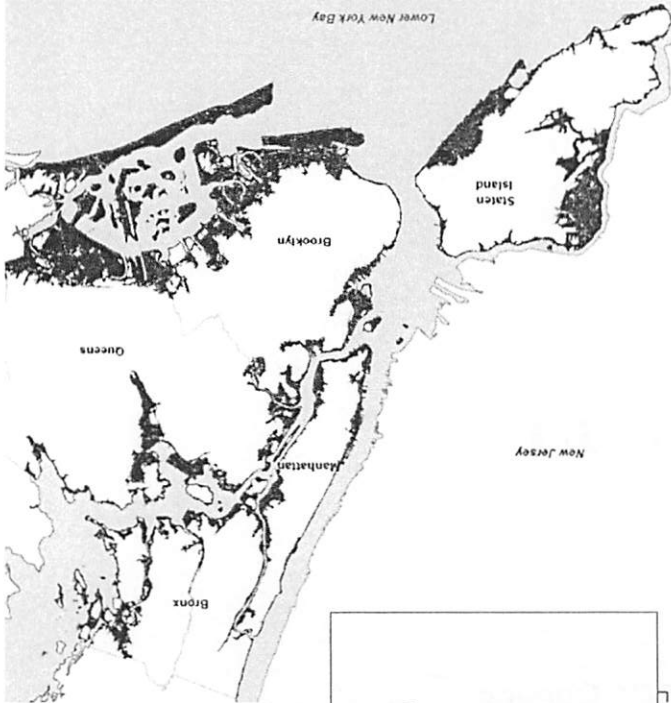 Bronx
Manhattan
New Jersey
Queens
Brooklyn
Staten
Island
Lower New York Bay